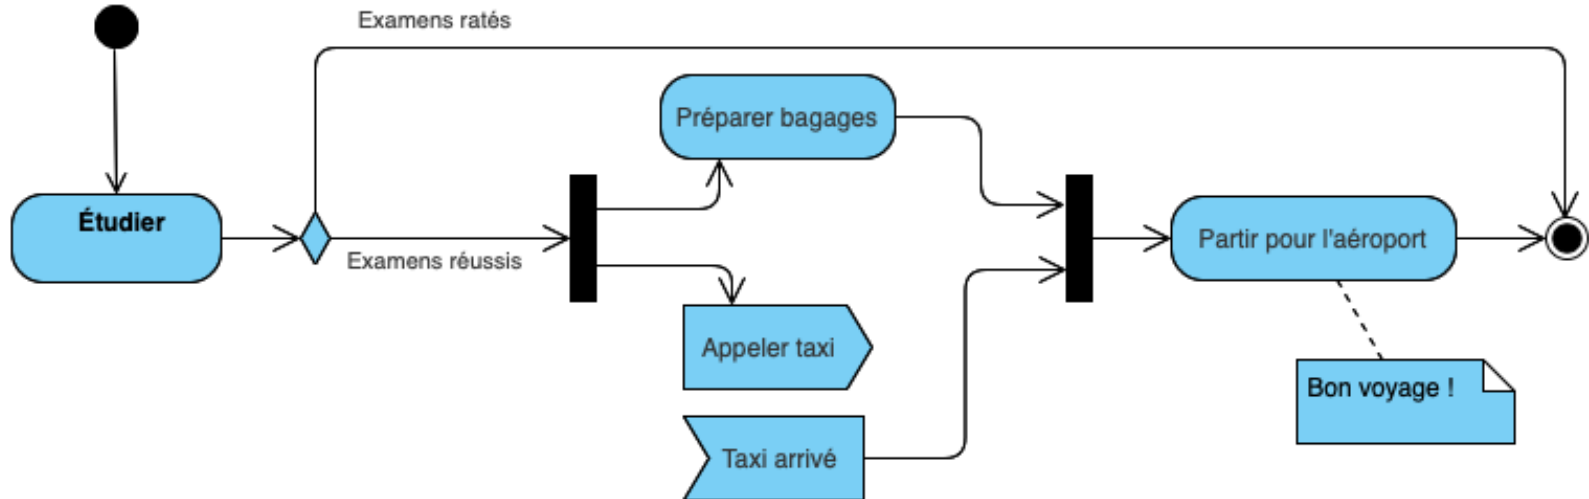 Examens ratés
Préparer bagages
Étudier
Examens réussis
Partir pour l'aéroport
Appeler taxi
Bon voyage !
Taxi arrivé